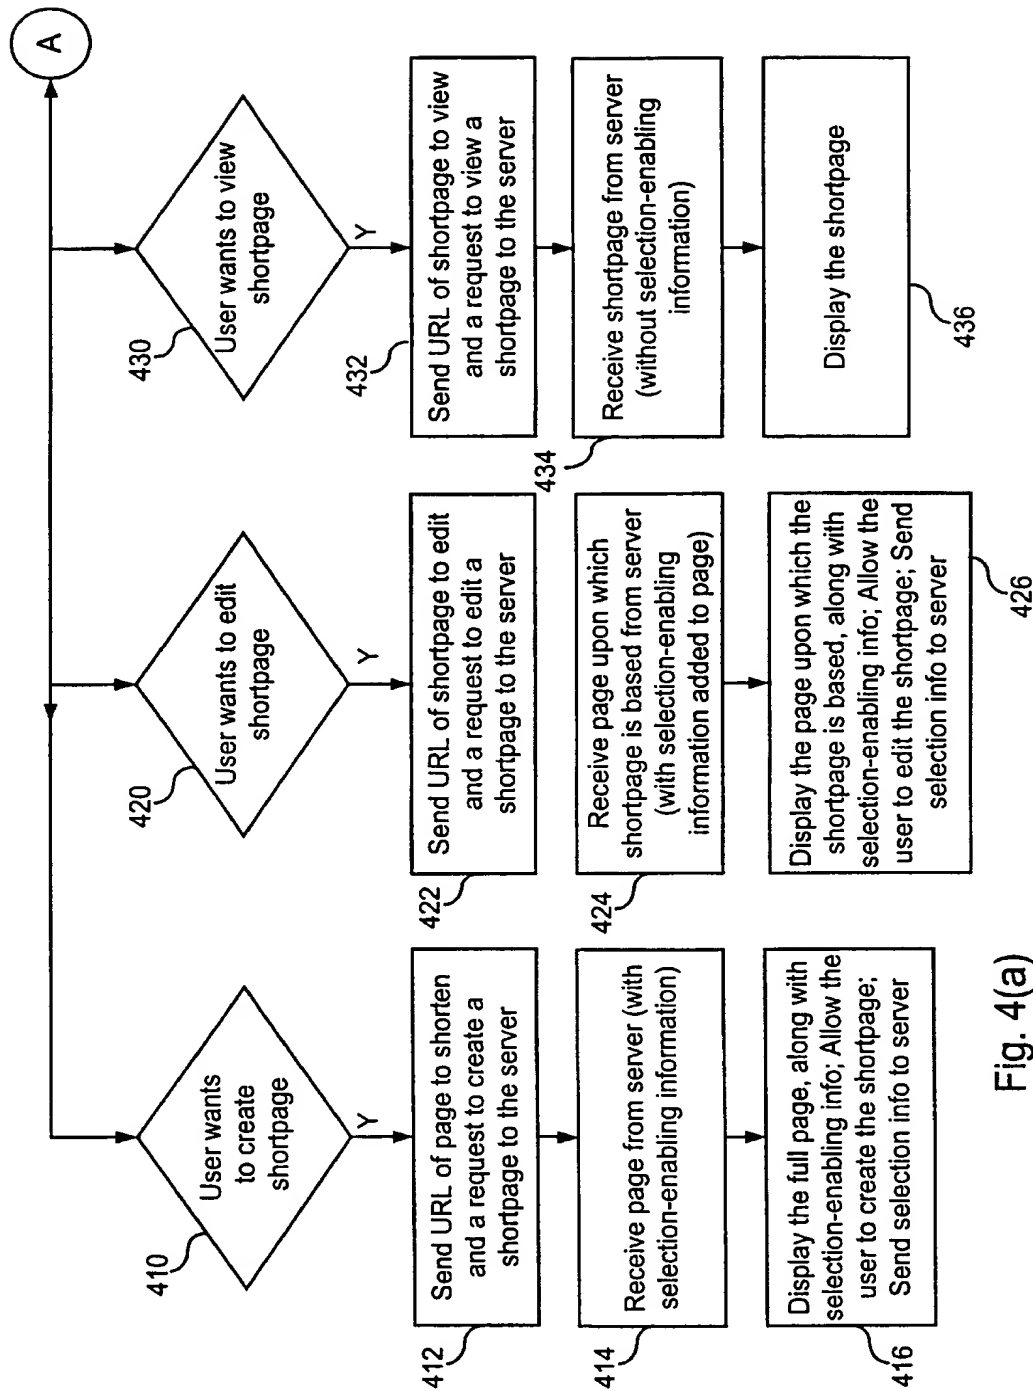 A
User wants
to create
shortpage
410
Y
Send URL of page to shorten
and a request to create a
shortpage to the server
412
Receive page from server (with
selection-enabling information)
414
Display the full page, along with
selection-enabling info; Allow the
user to create the shortpage;
Send selection info to server
416
User wants to edit
shortpage
420
Y
Send URL of shortpage to edit
and a request to edit a
shortpage to the server
422
Receive page upon which
shortpage is based from server
(with selection-enabling
information added to page)
424
Display the page upon which the
shortpage is based, along with
selection-enabling info; Allow the
user to edit the shortpage; Send
selection info to server
426
User wants to view
shortpage
430
Y
Send URL of shortpage to view
and a request to view a
shortpage to the server
432
Receive shortpage from server
(without selection-enabling
information)
434
Display the shortpage
436
Fig. 4(a)